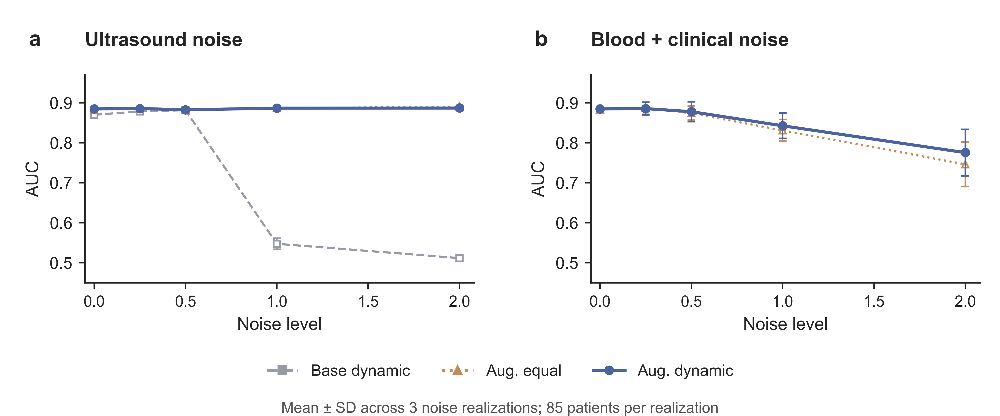 a Ultrasound noise
0.9
0.8
0.7
0.6
0.5
AUC
0.0 0.5 1.0 1.5 2.0
Noise level
b Blood + clinical noise
0.9
0.8
0.7
0.6
0.5
AUC
0.0 0.5 1.0 1.5 2.0
Noise level
Base dynamic Aug. equal Aug. dynamic
Mean ± SD across 3 noise realizations; 85 patients per realization